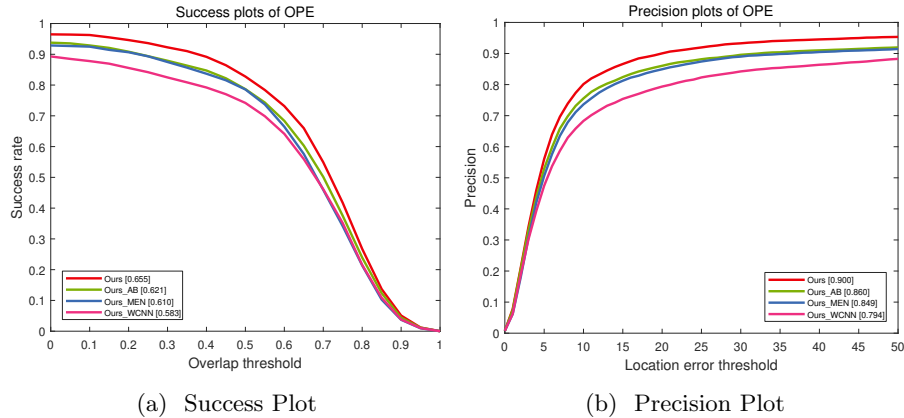 Success plots of OPE
1
0.9
0.8
0.7
0.6
0.5
0.4
0.3
0.2
0.1
0
Success rate
Ours [0.655]
Ours_AB [0.621]
Ours_MEN [0.610]
Ours_WCNN [0.583]
0 0.1 0.2 0.3 0.4 0.5 0.6 0.7 0.8 0.9 1
Overlap threshold
(a) Success Plot
Precision plots of OPE
1
0.9
0.8
0.7
0.6
0.5
0.4
0.3
0.2
0.1
0
Precision
Ours [0.900]
Ours_AB [0.860]
Ours_MEN [0.849]
Ours_WCNN [0.794]
0 5 10 15 20 25 30 35 40 45 50
Location error threshold
(b) Precision Plot